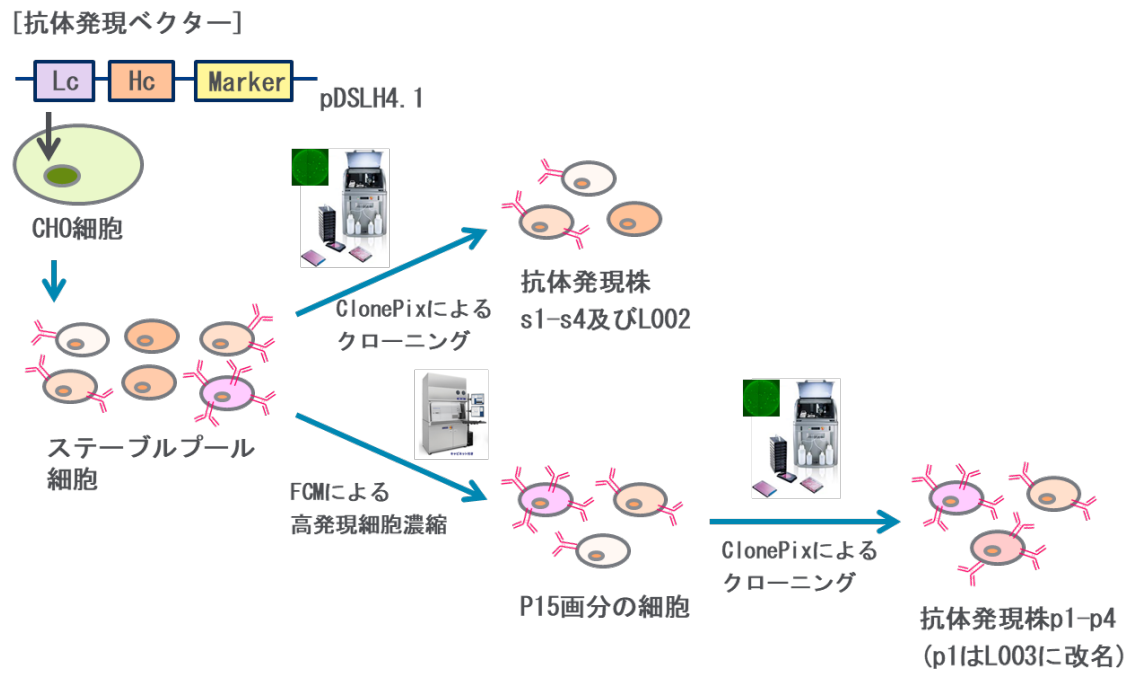 [抗体発現ベクター]
Lc
Hc
Marker
pDSLH4.1
CHO細胞
ClonePixによる
クローニング
抗体発現株
s1-s4及びL002
ステーブルプール
細胞
FCMによる
高発現細胞濃縮
P15画分の細胞
ClonePixによる
クローニング
抗体発現株p1-p4
(p1はL003に改名)